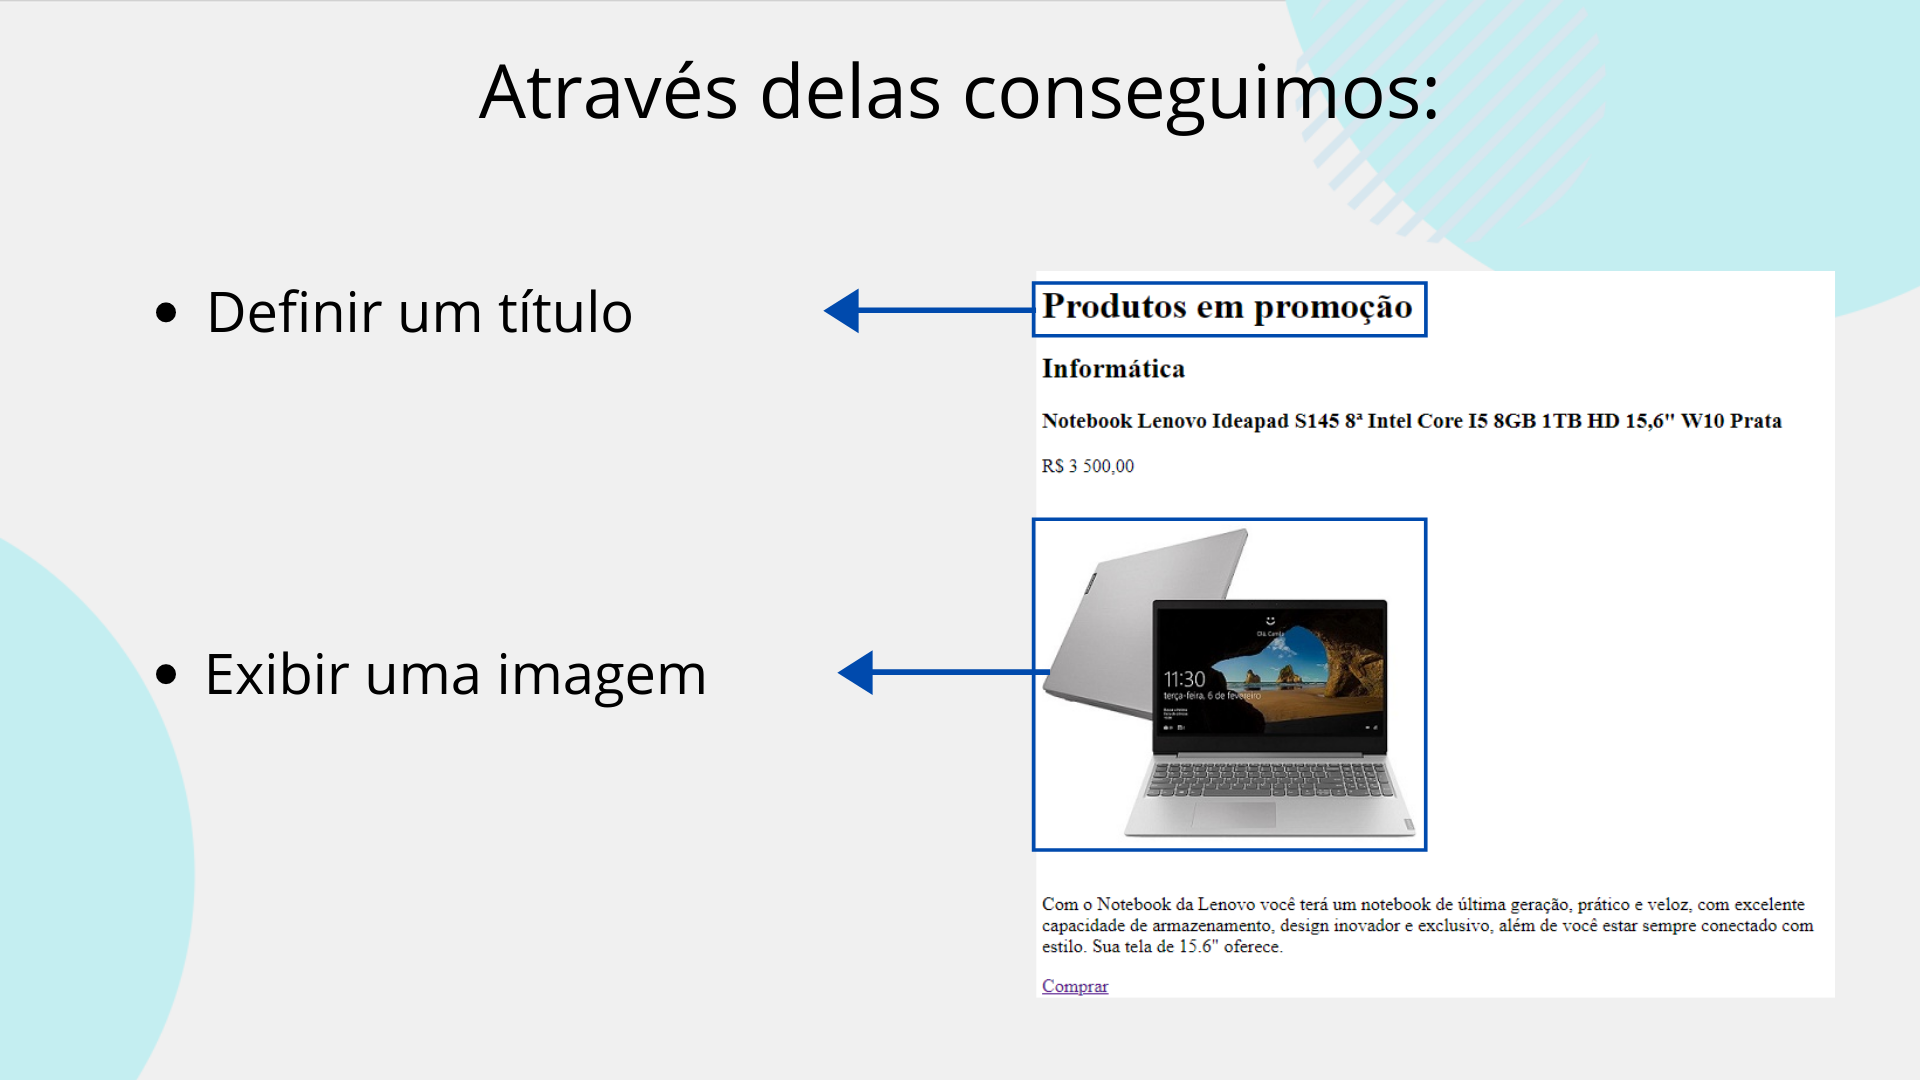 Através delas conseguimos:
• Definir um título
• Exibir uma imagem
Produtos em promoção
Informática
Notebook Lenovo Ideapad S145 8ª Intel Core I5 8GB 1TB HD 15,6" W10 Prata
R$ 3 500,00
11:30
terça-feira, 6 de fevereiro
Com o Notebook da Lenovo você terá um notebook de última geração, prático e veloz, com excelente
capacidade de armazenamento, design inovador e exclusivo, além de você estar sempre conectado com
estilo. Sua tela de 15.6" oferece.
Comprar